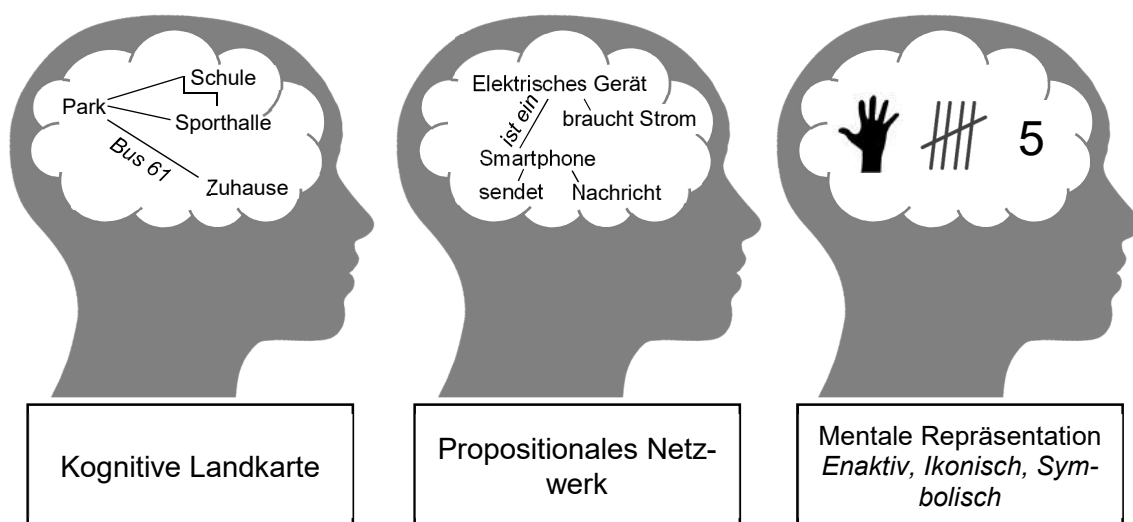 Schule
Park
Sporthalle
Bus 61
Zuhause
Kognitive Landkarte
Elektrisches Gerät
ist ein
braucht Strom
Smartphone
sendet
Nachricht
Propositionales Netz-
werk
5
Mentale Repräsentation
Enaktiv, Ikonisch, Sym-
bolisch